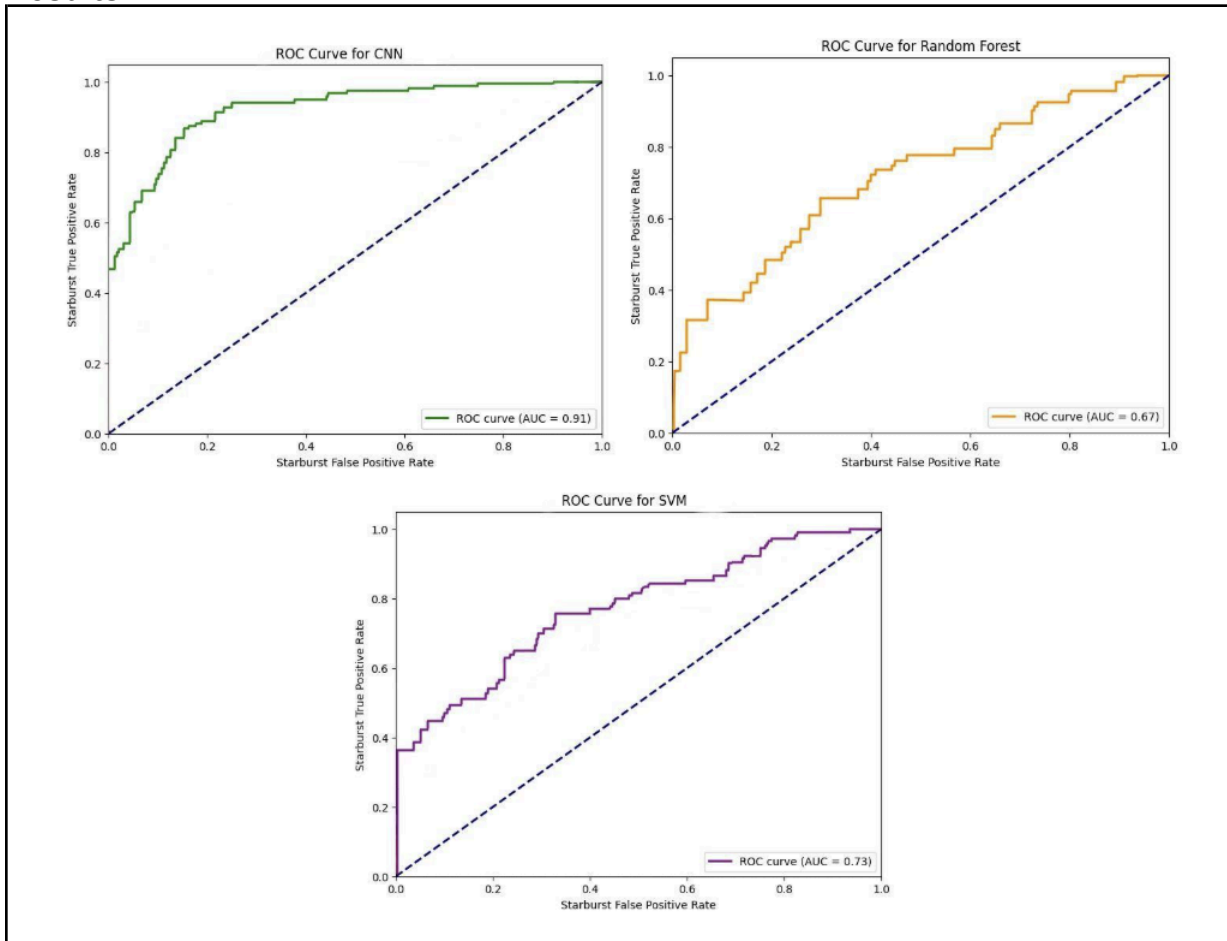 ROC Curve for CNN
1.0
0.8
0.6
0.4
0.2
0.0
Starburst True Positive Rate
ROC curve (AUC = 0.91)
0.0 0.2 0.4 0.6 0.8 1.0
Starburst False Positive Rate
ROC Curve for Random Forest
1.0
0.8
0.6
0.4
0.2
0.0
Starburst True Positive Rate
ROC curve (AUC = 0.67)
0.0 0.2 0.4 0.6 0.8 1.0
Starburst False Positive Rate
ROC Curve for SVM
1.0
0.8
0.6
0.4
0.2
0.0
Starburst True Positive Rate
ROC curve (AUC = 0.73)
0.0 0.2 0.4 0.6 0.8 1.0
Starburst False Positive Rate